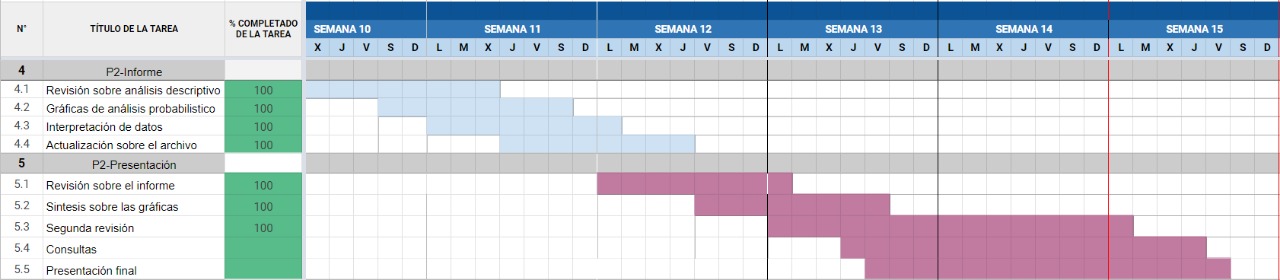 N° TÍTULO DE LA TAREA % COMPLETADO DE LA TAREA
SEMANA 10 SEMANA 11 SEMANA 12 SEMANA 13 SEMANA 14 SEMANA 15
X J V S D L M X J V S D L M X J V S D L M X J V S D L M X J V S D L M X J V S D
4 P2-Informe
4.1 Revisión sobre análisis descriptivo 100
4.2 Gráficas de análisis probabilistico 100
4.3 Interpretación de datos 100
4.4 Actualización sobre el archivo 100
5 P2-Presentación
5.1 Revisión sobre el informe 100
5.2 Sintesis sobre las gráficas 100
5.3 Segunda revisión 100
5.4 Consultas
5.5 Presentación final